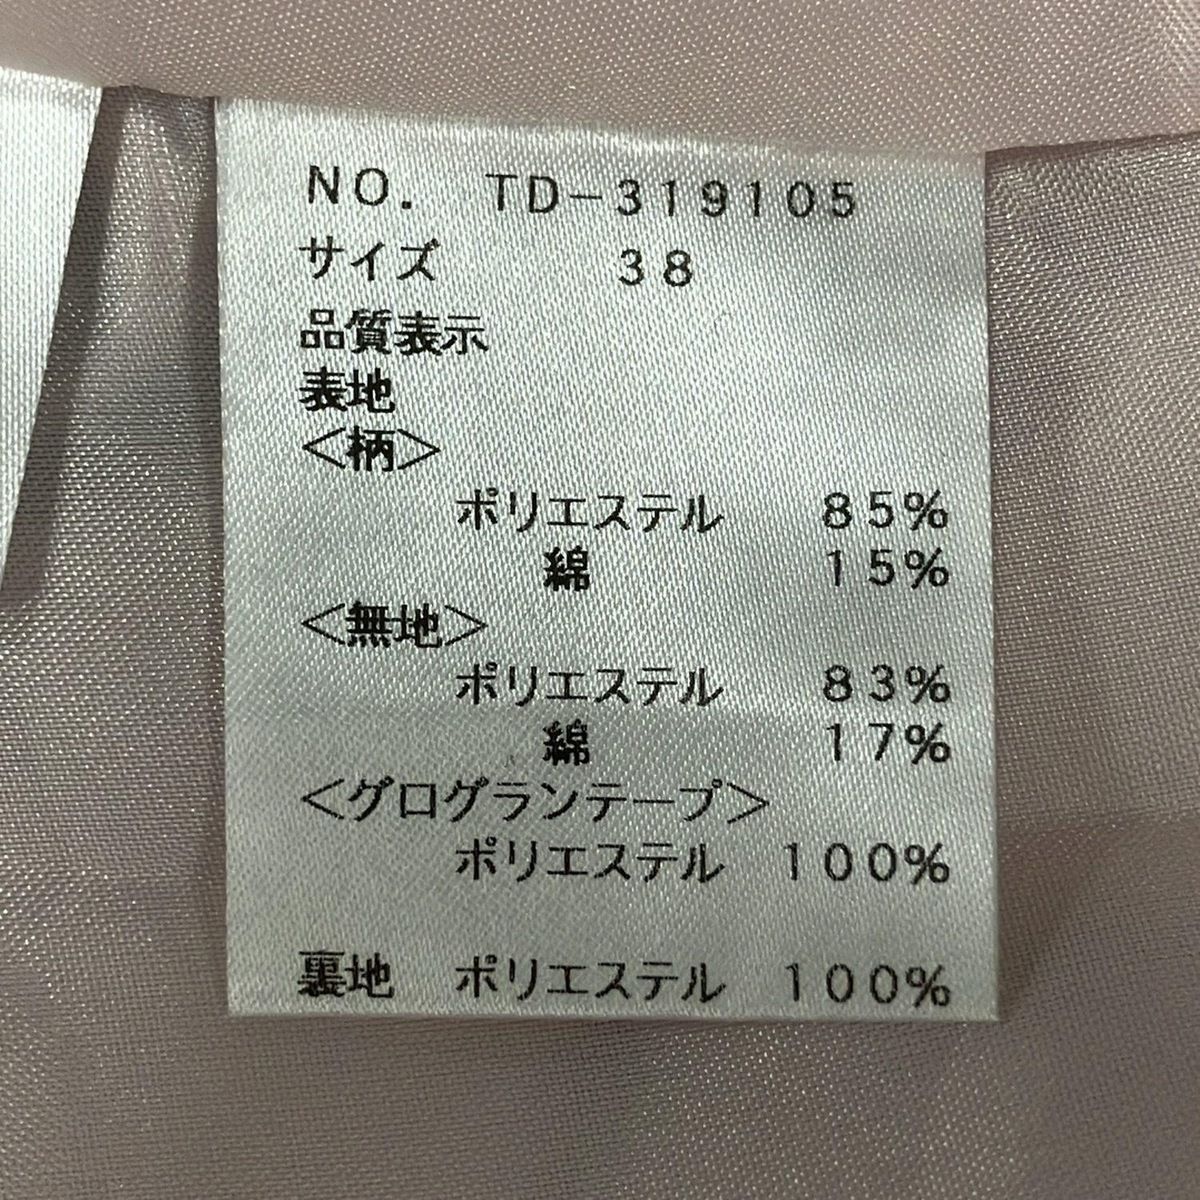 NO. TD-319105
サイズ 38
品質表示
表地
<柄>
ポリエステル 85%
綿 15%
<無地>
ポリエステル 83%
綿 17%
<グログランテープ>
ポリエステル 100%
裏地 ポリエステル 100%